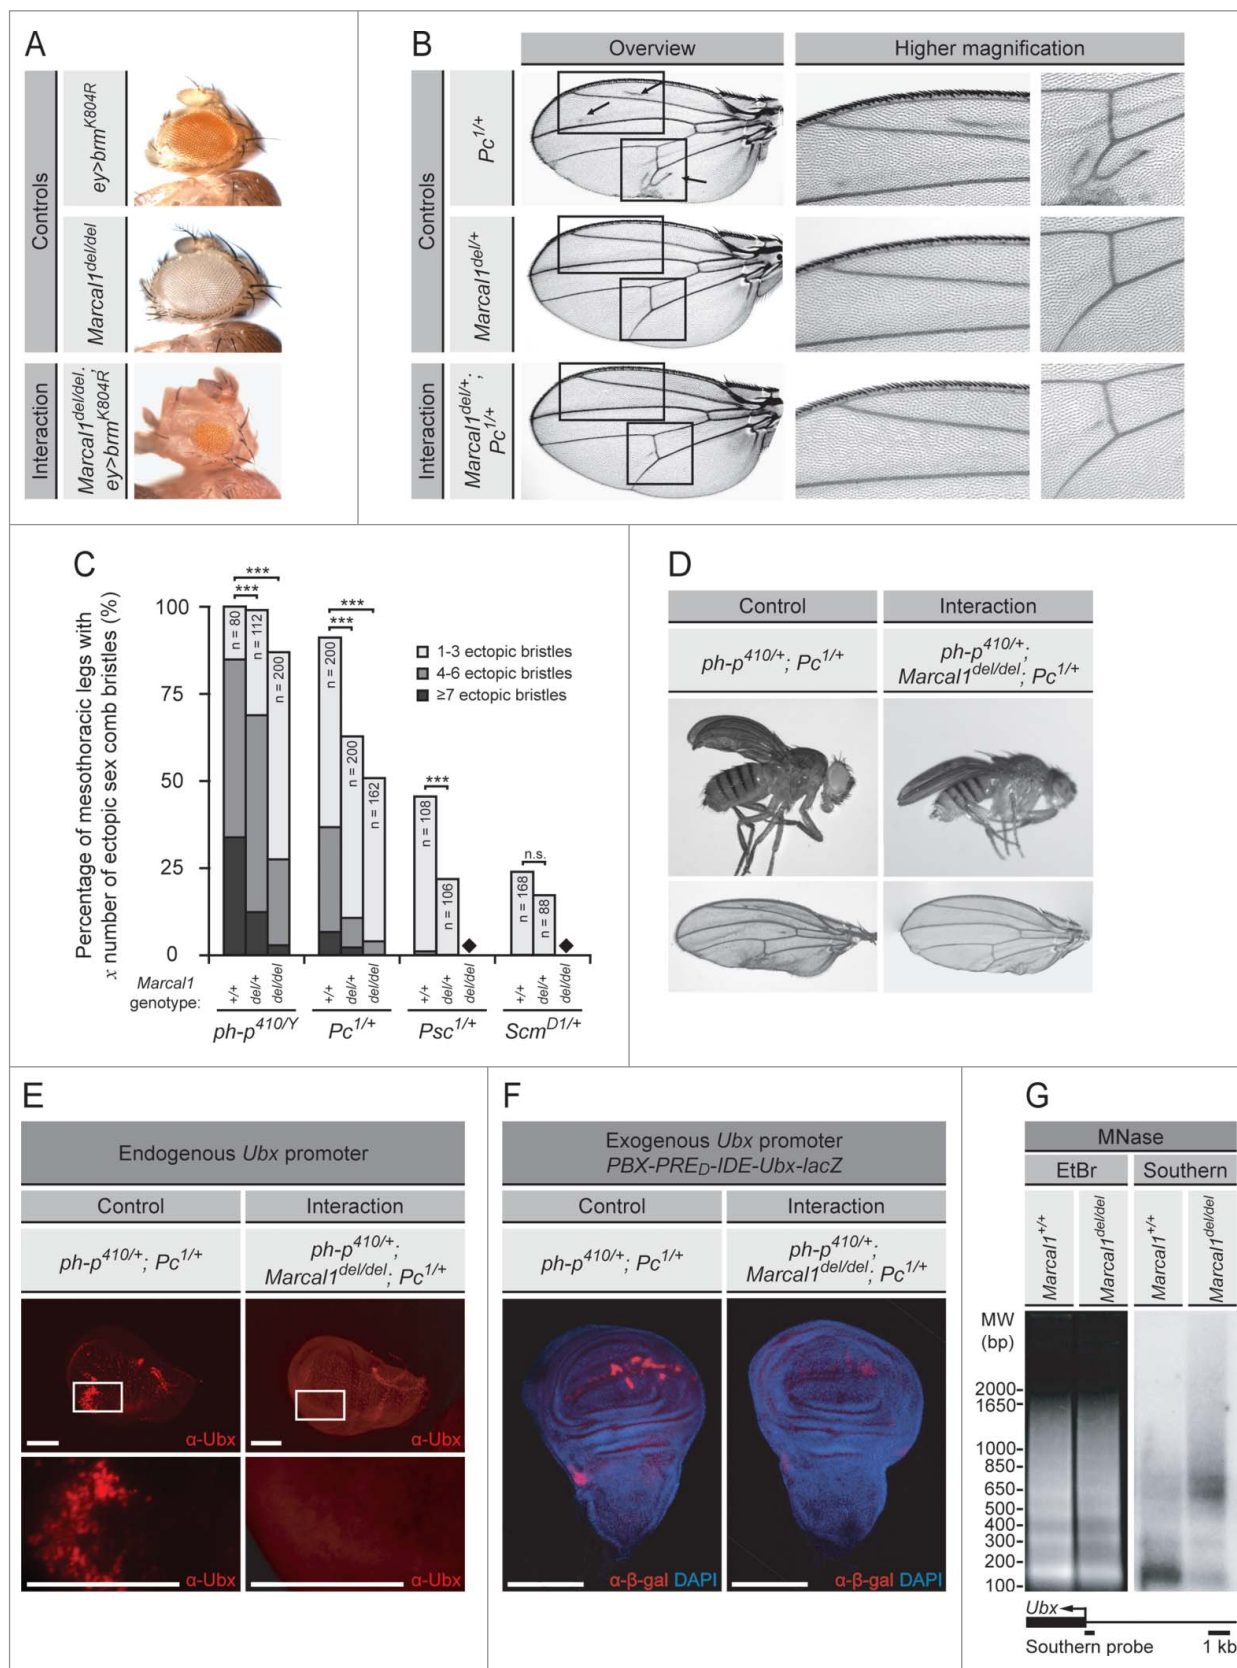 A
Controls
ey>brm^K804R
Marcal1^del/del
Interaction
Marcal1^del/del;
ey>brm^K804R
B
Overview
Higher magnification
Controls
Pc^1/+
Marcal1^del/+
Interaction
Marcal1^del/+;
Pc^1/+
C
Percentage of mesothoracic legs with
x number of ectopic sex comb bristles (%)
100
75
50
25
0
***
***
***
***
***
n.s.
n = 80
n = 112
n = 200
n = 200
n = 200
n = 162
n = 108
n = 106
n = 168
n = 88
1-3 ectopic bristles
4-6 ectopic bristles
≥7 ectopic bristles
Marcal1
genotype:
+/+ del/+ del/del
+/+ del/+ del/del
+/+ del/+ del/del
+/+ del/+ del/del
ph-p^410/Y Pc^1/+ Psc^1/+ Scm^D1/+
D
Control
Interaction
ph-p^410/+; Pc^1/+
ph-p^410/+;
Marcal1^del/del; Pc^1/+
E
Endogenous Ubx promoter
Control
Interaction
ph-p^410/+; Pc^1/+
ph-p^410/+;
Marcal1^del/del; Pc^1/+
α-Ubx
α-Ubx
α-Ubx
α-Ubx
F
Exogenous Ubx promoter
PBX-PRE_D-IDE-Ubx-lacZ
Control
Interaction
ph-p^410/+; Pc^1/+
ph-p^410/+;
Marcal1^del/del; Pc^1/+
α-β-gal DAPI
α-β-gal DAPI
G
MNase
EtBr
Southern
Marcal1^+/+
Marcal1^del/del
Marcal1^+/+
Marcal1^del/del
MW
(bp)
2000-
1650-
1000-
850-
650-
500-
400-
300-
200-
100-
Ubx
Southern probe
1 kb